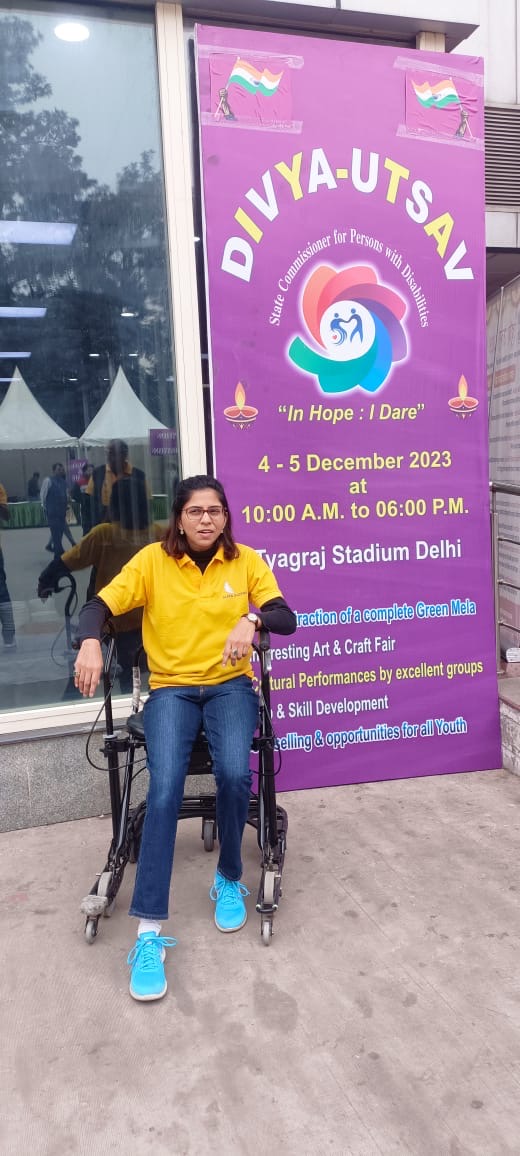 DIVYA-UTSAV
State Commissioner for Persons with Disabilities
"In Hope : I Dare"
4 - 5 December 2023
at
10:00 A.M. to 06:00 P.M.
Tyagraj Stadium Delhi
traction of a complete Green Mela
resting Art & Craft Fair
tural Performances by excellent groups
& Skill Development
selling & opportunities for all Youth